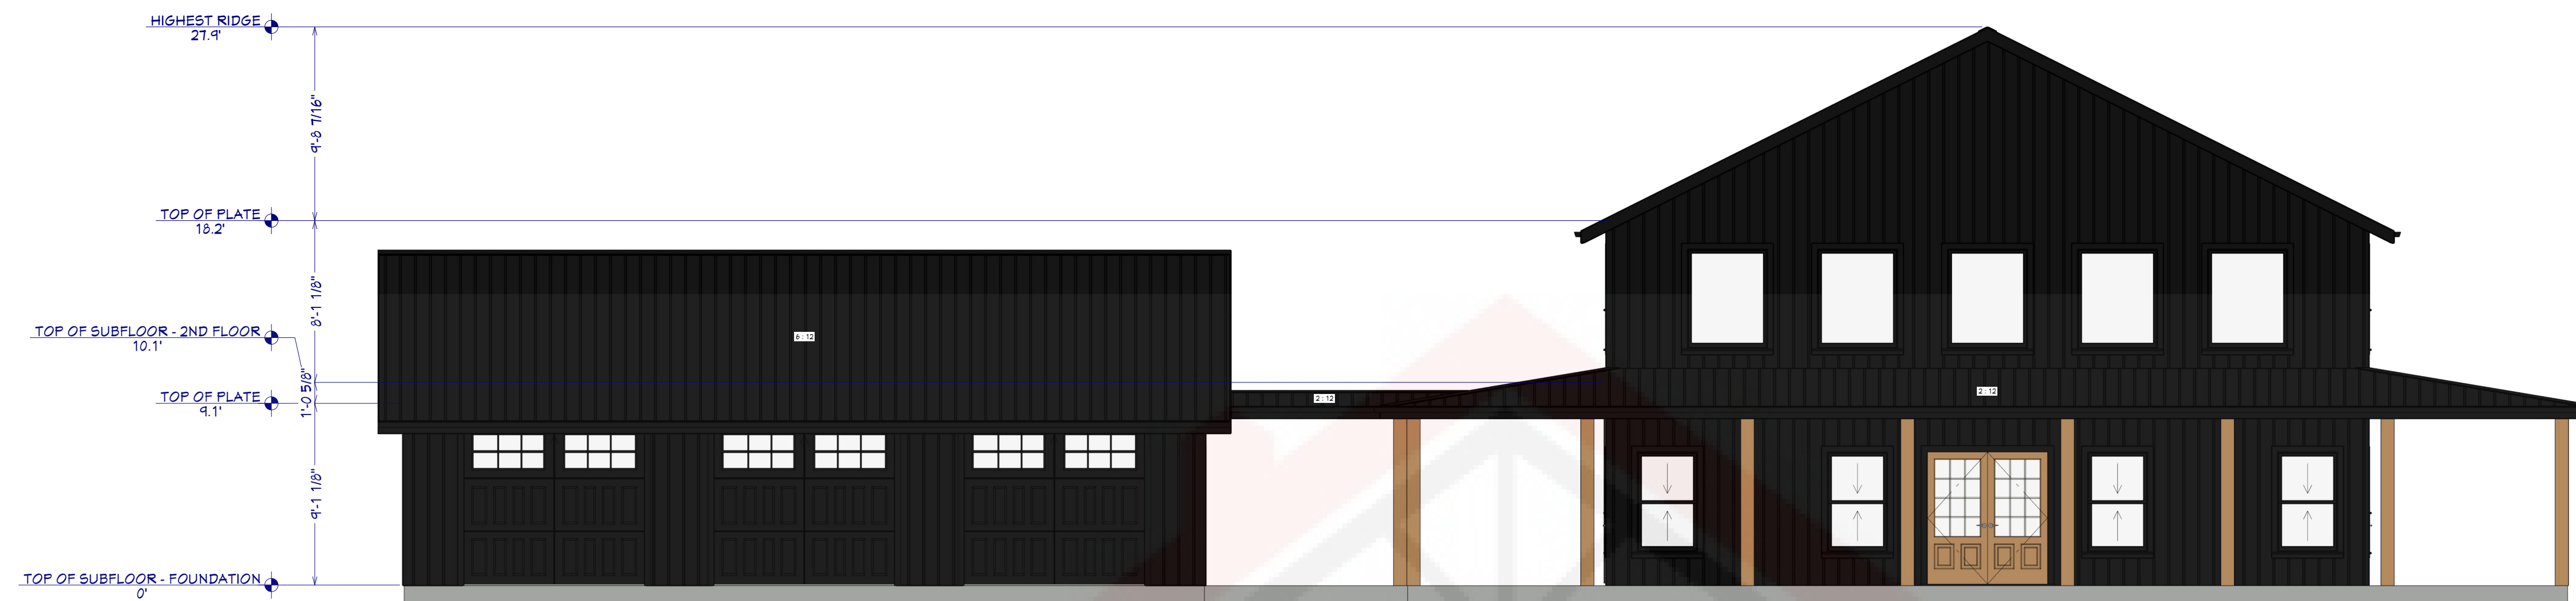 HIGHEST RIDGE
27.9'
9'-8 7/16"
TOP OF PLATE
18.2'
8'-1 1/8"
TOP OF SUBFLOOR - 2ND FLOOR
10.1'
1'-0 5/8"
TOP OF PLATE
9.1'
9'-1 1/8"
TOP OF SUBFLOOR - FOUNDATION
0'
6 : 12
2 : 12
2 : 12